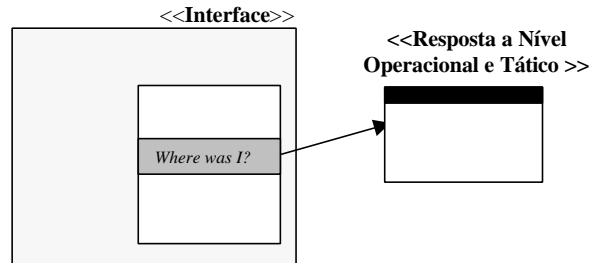 <<Interface>>
<<Resposta a Nível
Operacional e Tático >>
Where was I?